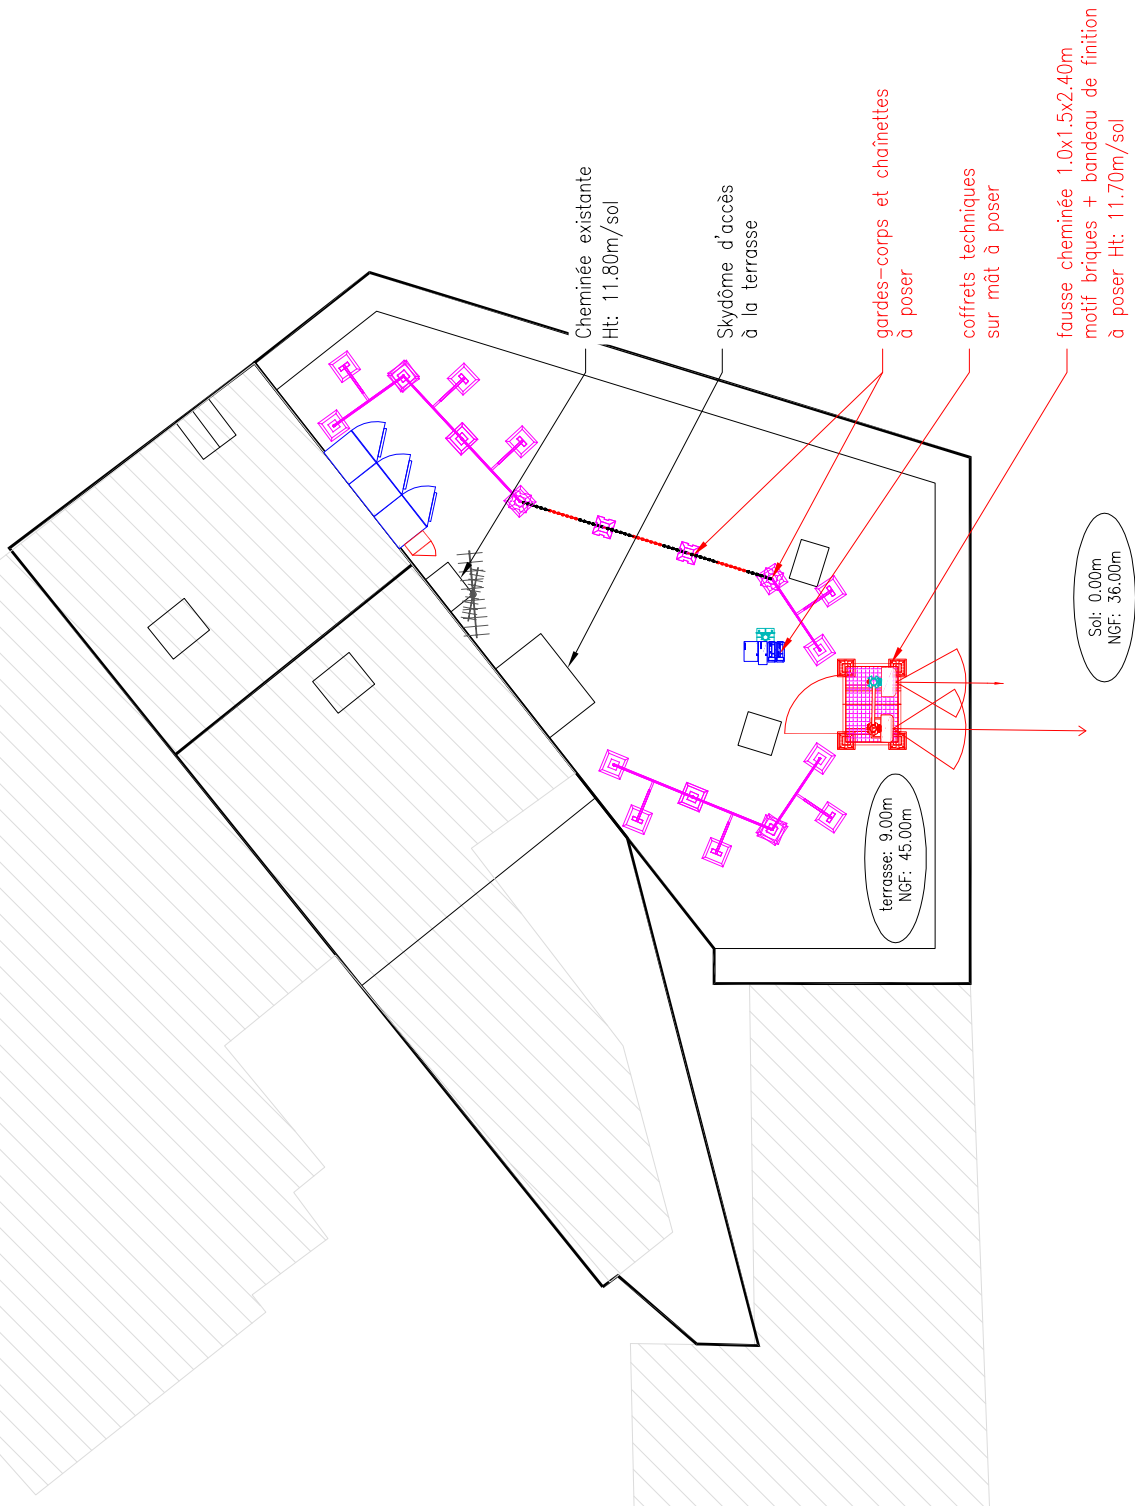 Cheminée existante
Ht: 11.80m/sol
Skydôme d'accès
à la terrasse
gardes-corps et chaînettes
à poser
coffrets techniques
sur mât à poser
fausse cheminée 1.0x1.5x2.40m
motif briques + bandeau de finition
à poser Ht: 11.70m/sol
Sol: 0.00m
NGF: 36.00m
terrasse: 9.00m
NGF: 45.00m